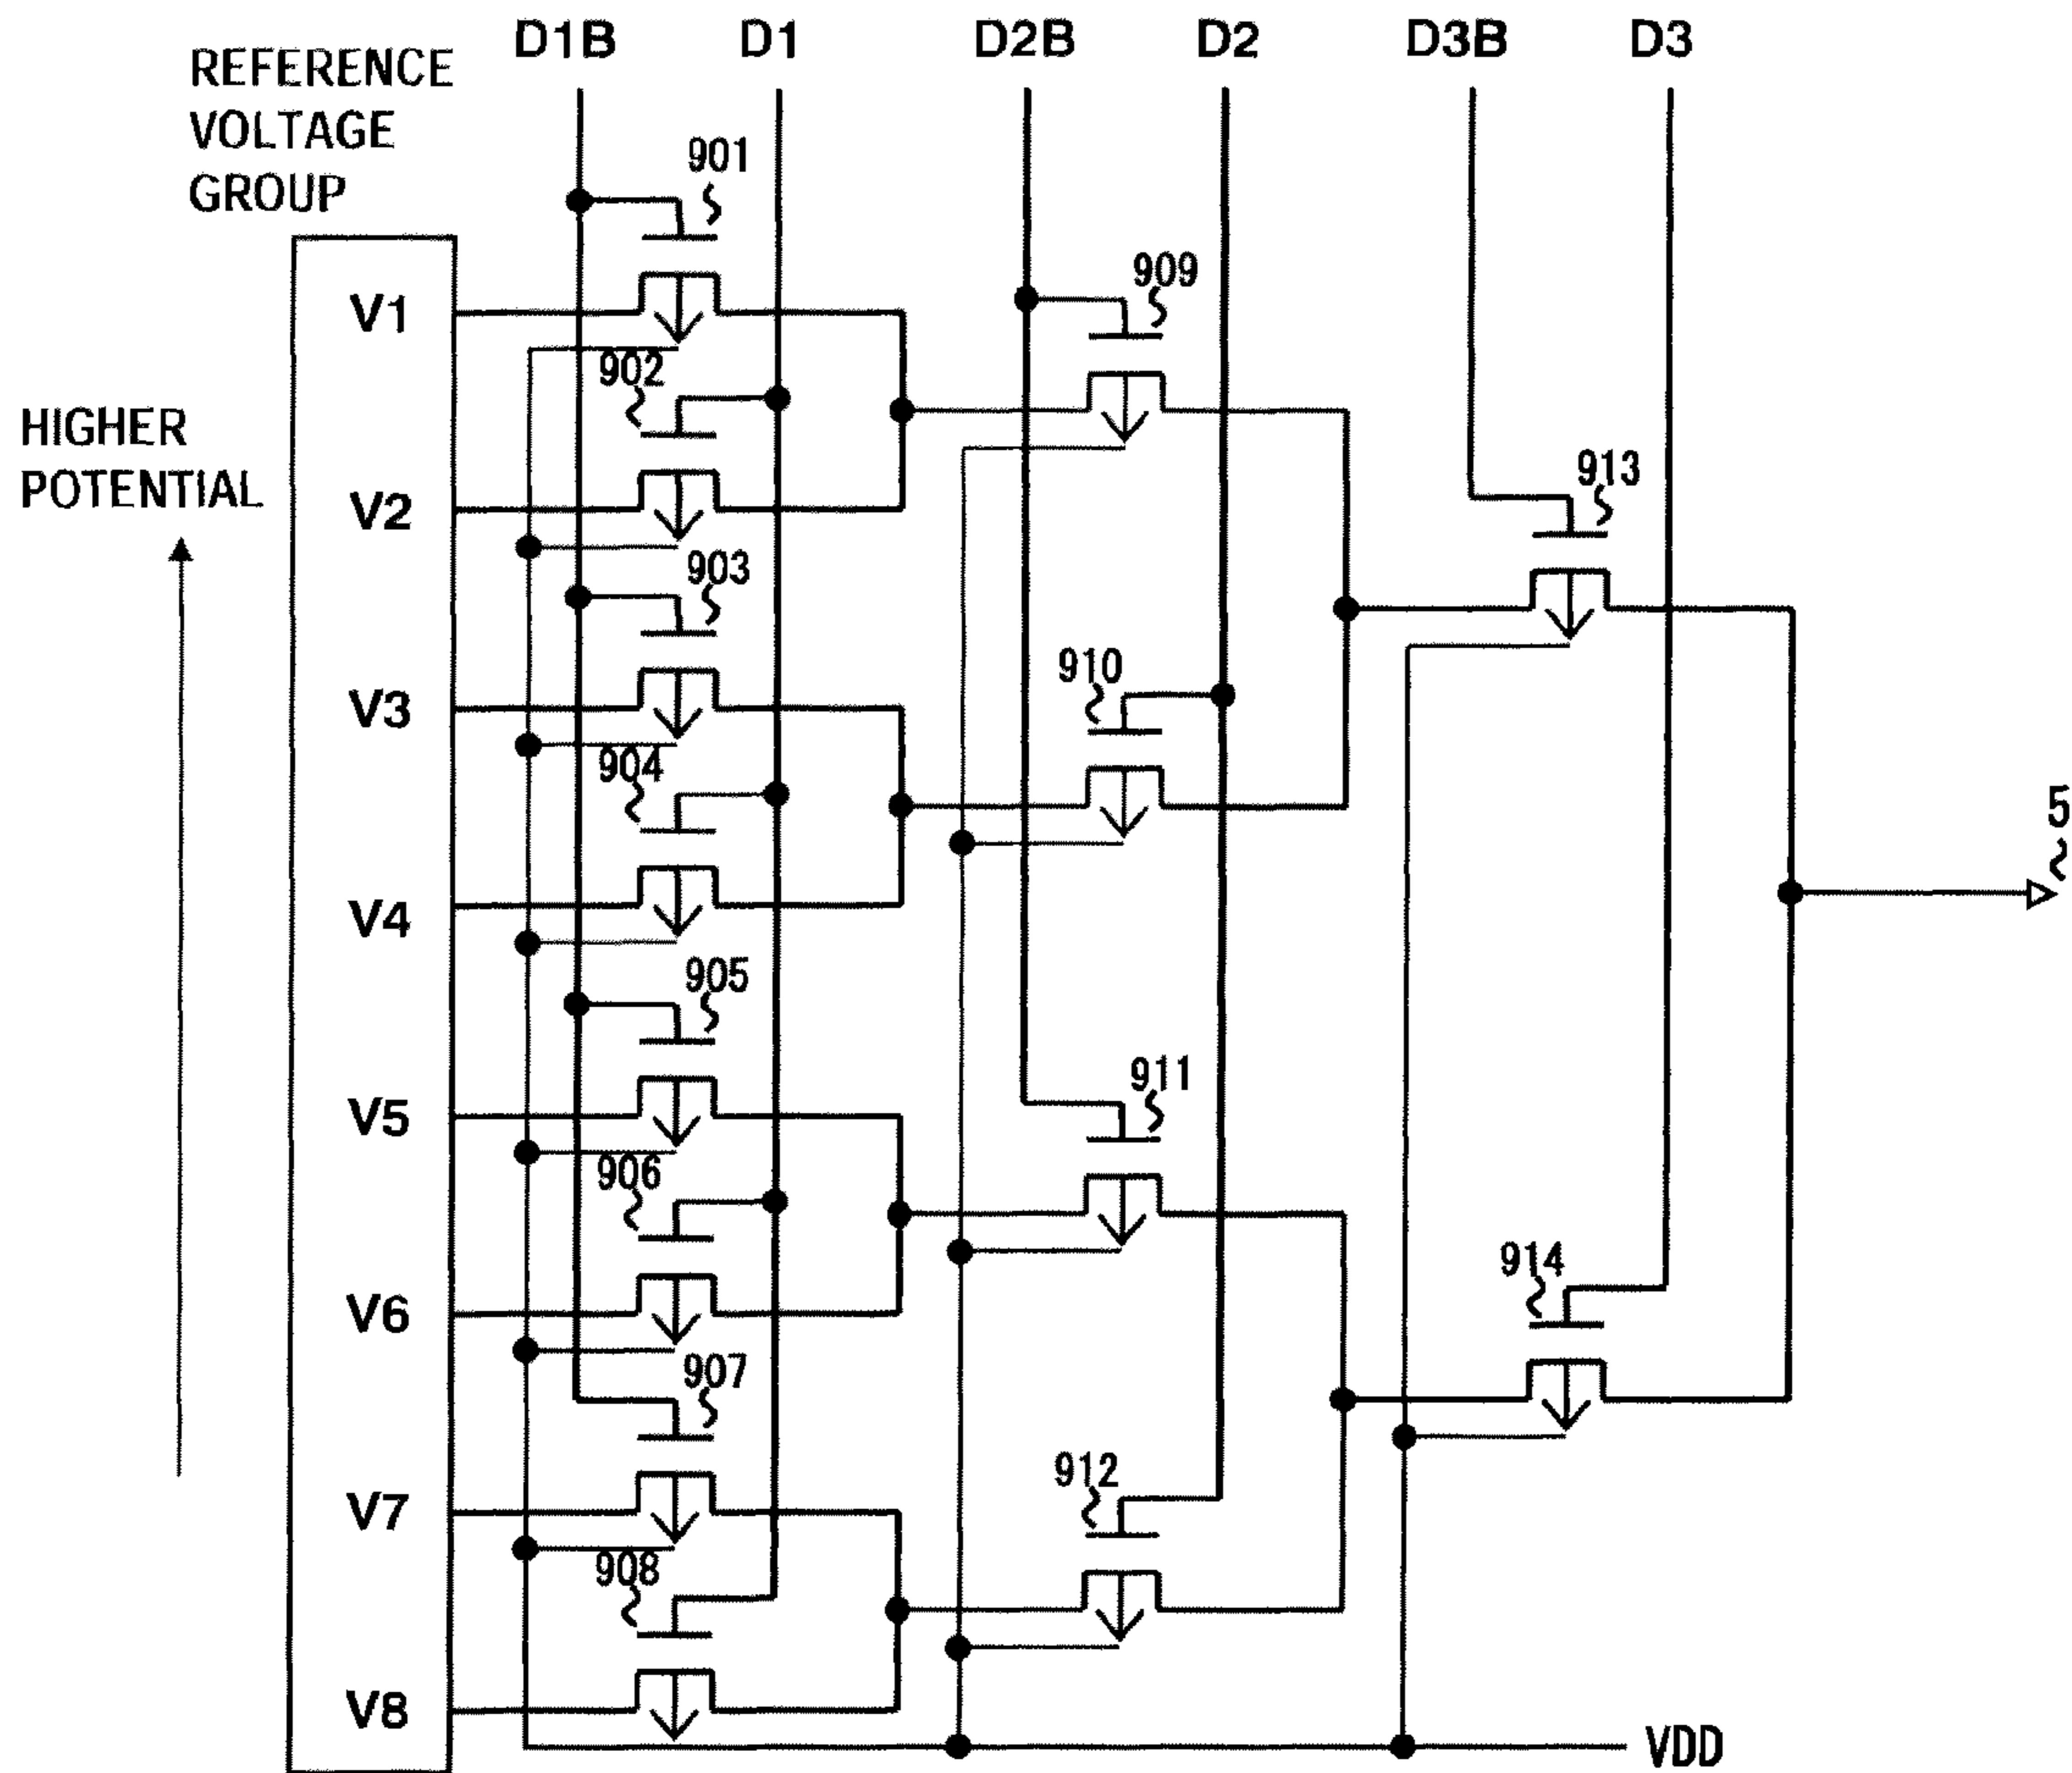 D1B D1 D2B D2 D3B D3
REFERENCE
VOLTAGE
GROUP
901
909
V1
902
HIGHER
POTENTIAL
913
V2
903
910
V3
904
5
V4
905
911
V5
906
914
V6
907
912
V7
908
V8
VDD